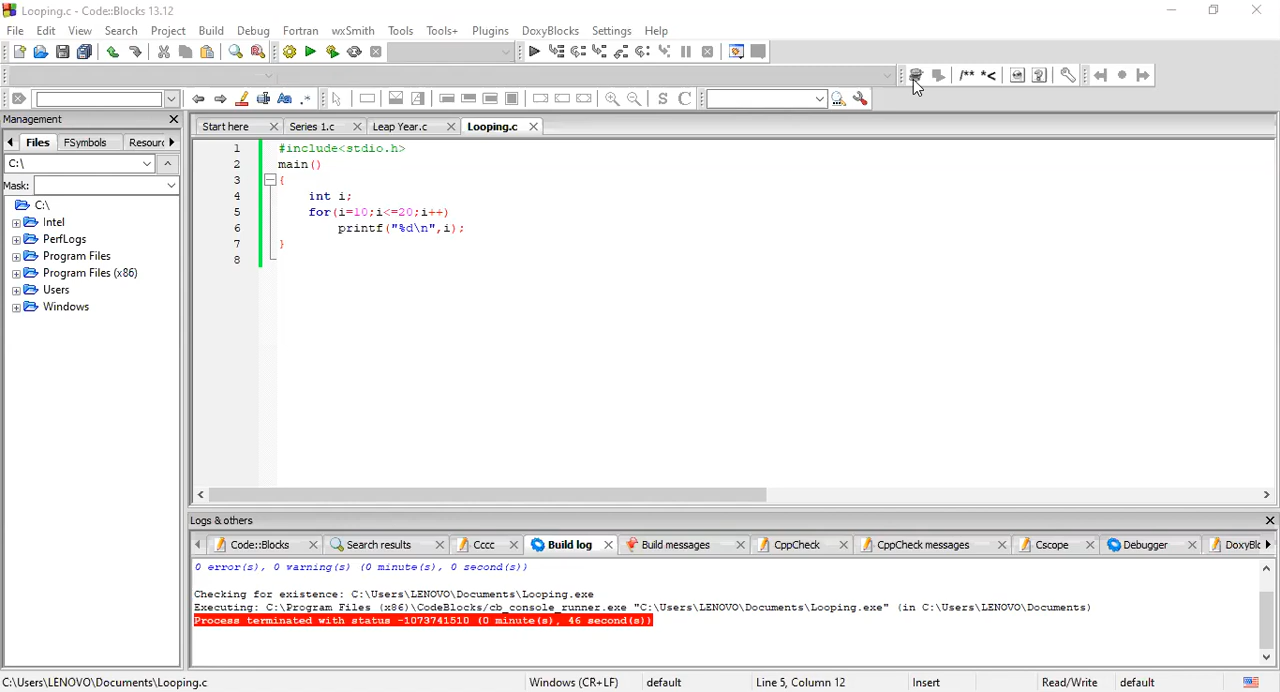 Looping.c - Code::Blocks 13.12
File Edit View Search Project Build Debug Fortran wxSmith Tools Tools+ Plugins DoxyBlocks Settings Help
/** *<
Aa .* S C
Management
Start here Series 1.c Leap Year.c Looping.c
Files FSymbols Resourc
C:\
Mask:
C:\
Intel
PerfLogs
Program Files
Program Files (x86)
Users
Windows
1 #include<stdio.h>
2 main()
3 {
4 int i;
5 for(i=10;i<=20;i++)
6 printf("%d\n",i);
7 }
8
Logs & others
Code::Blocks Search results Cccc Build log Build messages CppCheck CppCheck messages Cscope Debugger DoxyBlo
0 error(s), 0 warning(s) (0 minute(s), 0 second(s))
Checking for existence: C:\Users\LENOVO\Documents\Looping.exe
Executing: C:\Program Files (x86)\CodeBlocks/cb_console_runner.exe "C:\Users\LENOVO\Documents\Looping.exe" (in C:\Users\LENOVO\Documents)
Process terminated with status -1073741510 (0 minute(s), 46 second(s))
C:\Users\LENOVO\Documents\Looping.c Windows (CR+LF) default Line 5, Column 12 Insert Read/Write default